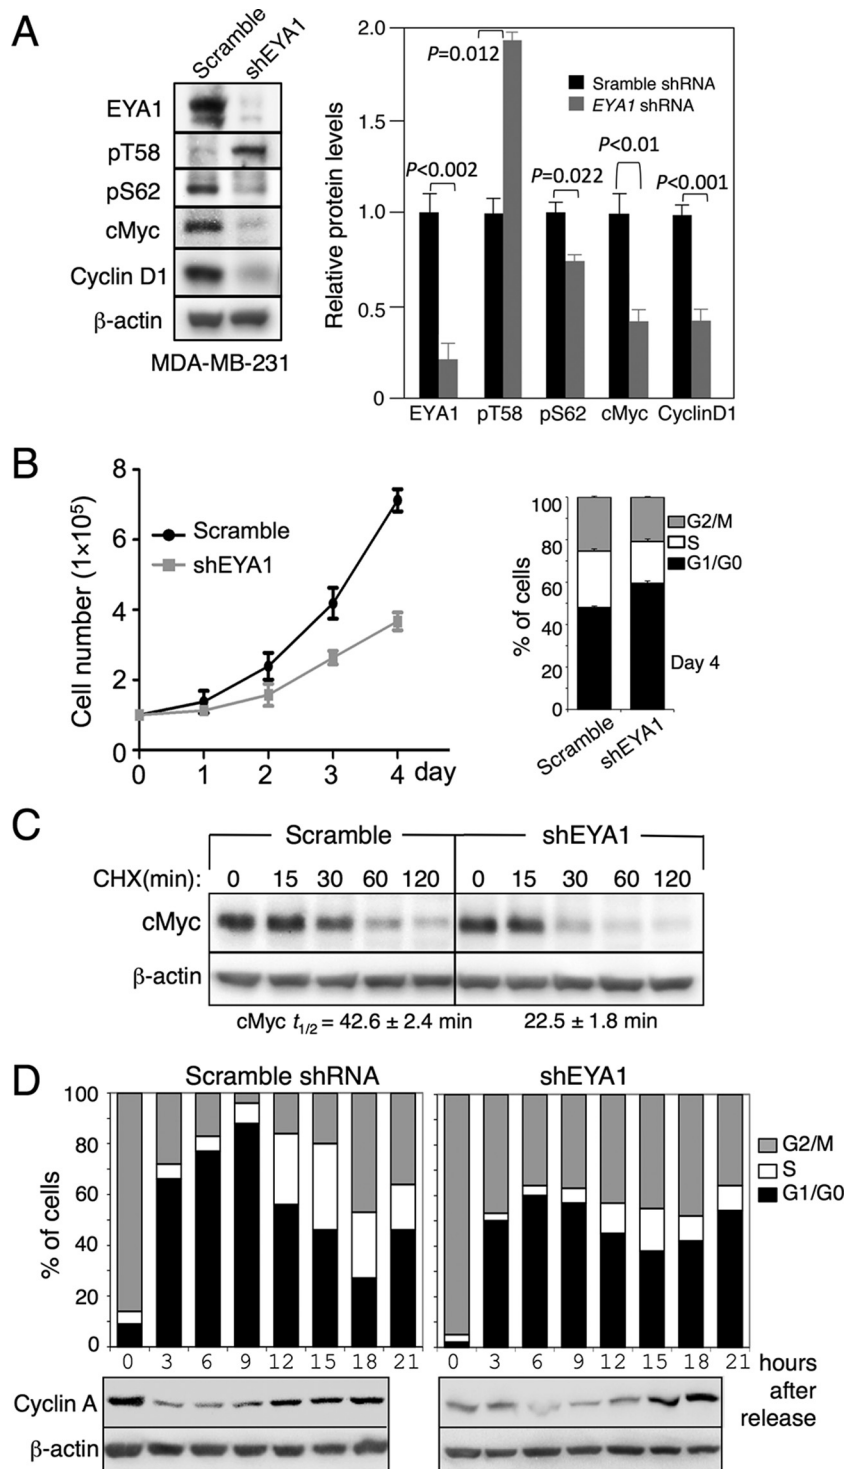 A
Scramble
shEYA1
EYA1
pT58
pS62
cMyc
Cyclin D1
β-actin
MDA-MB-231
Relative protein levels
2.0
1.5
1.0
0.5
0
P=0.012
Sramble shRNA
EYA1 shRNA
P<0.01
P<0.002
P=0.022
P<0.001
EYA1 pT58 pS62 cMyc CyclinD1
B
Cell number (1×10⁵)
8
6
4
2
0
Scramble
shEYA1
0 1 2 3 4 day
% of cells
100
80
60
40
20
0
G2/M
S
G1/G0
Day 4
Scramble
shEYA1
C
Scramble shEYA1
CHX(min): 0 15 30 60 120 0 15 30 60 120
cMyc
β-actin
cMyc t1/2 = 42.6 ± 2.4 min 22.5 ± 1.8 min
D
Scramble shRNA shEYA1
% of cells
100
80
60
40
20
0
G2/M
S
G1/G0
0 3 6 9 12 15 18 21 0 3 6 9 12 15 18 21 hours
after
release
Cyclin A
β-actin